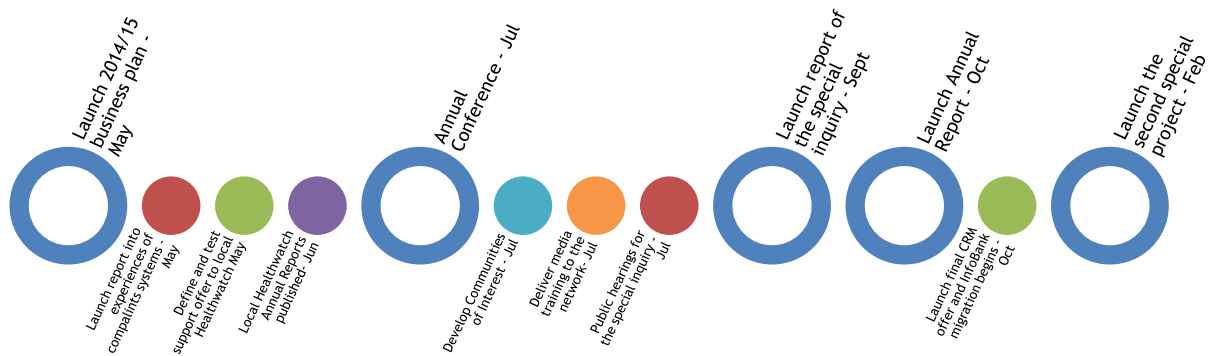 Launch 2014/15
business plan -
May
Launch report into
experiences of
compalints systems -
May
Define and test
support offer to local
Healthwatch May
Local Healthwatch
Annual Reports
published- Jun
Annual
Conference - Jul
Develop Communities
of Interest - Jul
Deliver media
training to the
network- Jul
Public hearings for
the special inquiry -
Jul
Launch report of
the special
inquiry - Sept
Launch Annual
Report - Oct
Launch final CRM
offer and InfoBank
migration begins -
Oct
Launch the
second special
project - Feb